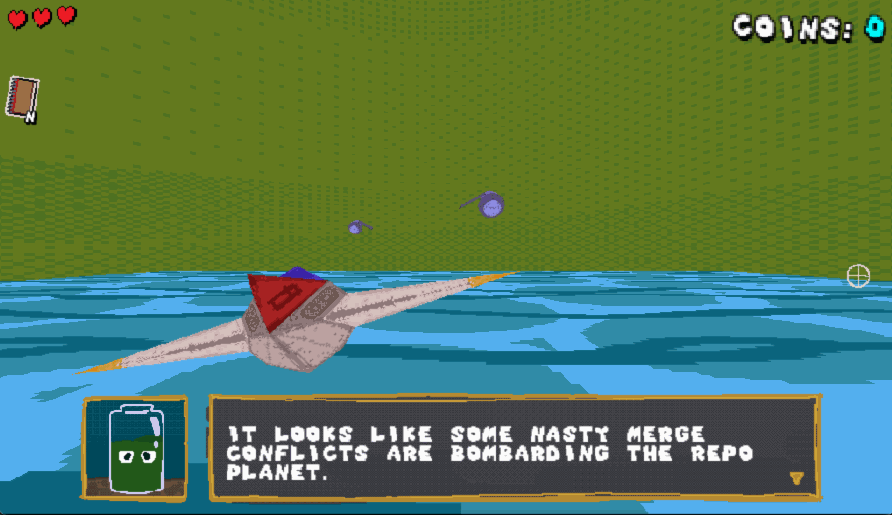 COINS: 0
N
IT LOOKS LIKE SOME NASTY MERGE
CONFLICTS ARE BOMBARDING THE REPO
PLANET.